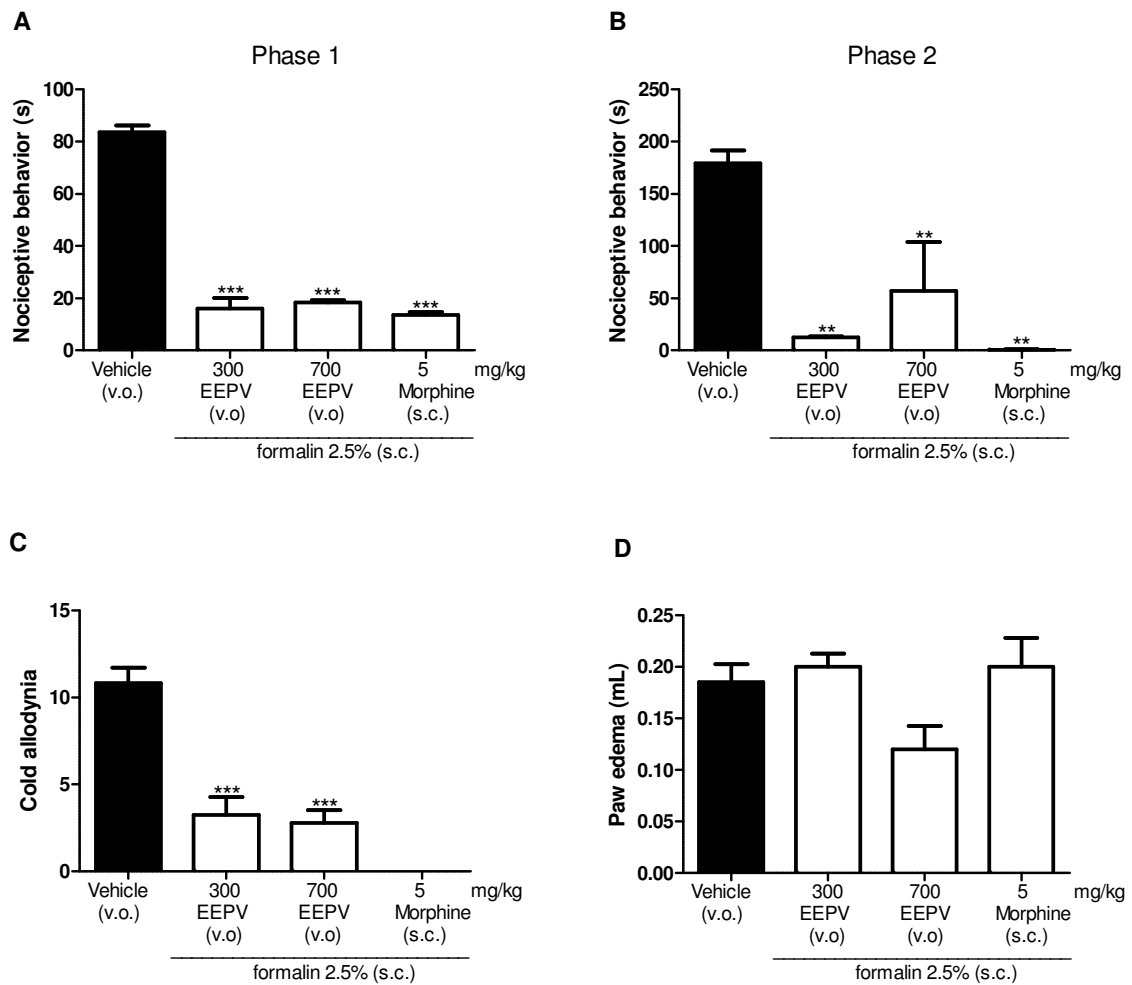 A
Phase 1
Nociceptive behavior (s)
100
80
60
40
20
0
*** *** ***
Vehicle 300 700 5 mg/kg
(v.o.) EEPV EEPV Morphine
(v.o) (v.o) (s.c.)
formalin 2.5% (s.c.)
B
Phase 2
Nociceptive behavior (s)
250
200
150
100
50
0
** ** **
Vehicle 300 700 5 mg/kg
(v.o.) EEPV EEPV Morphine
(v.o) (v.o) (s.c.)
formalin 2.5% (s.c.)
C
Cold allodynia
15
10
5
0
*** ***
Vehicle 300 700 5 mg/kg
(v.o.) EEPV EEPV Morphine
(v.o) (v.o) (s.c.)
formalin 2.5% (s.c.)
D
Paw edema (mL)
0.25
0.20
0.15
0.10
0.05
0.00
Vehicle 300 700 5 mg/kg
(v.o.) EEPV EEPV Morphine
(v.o) (v.o) (s.c.)
formalin 2.5% (s.c.)